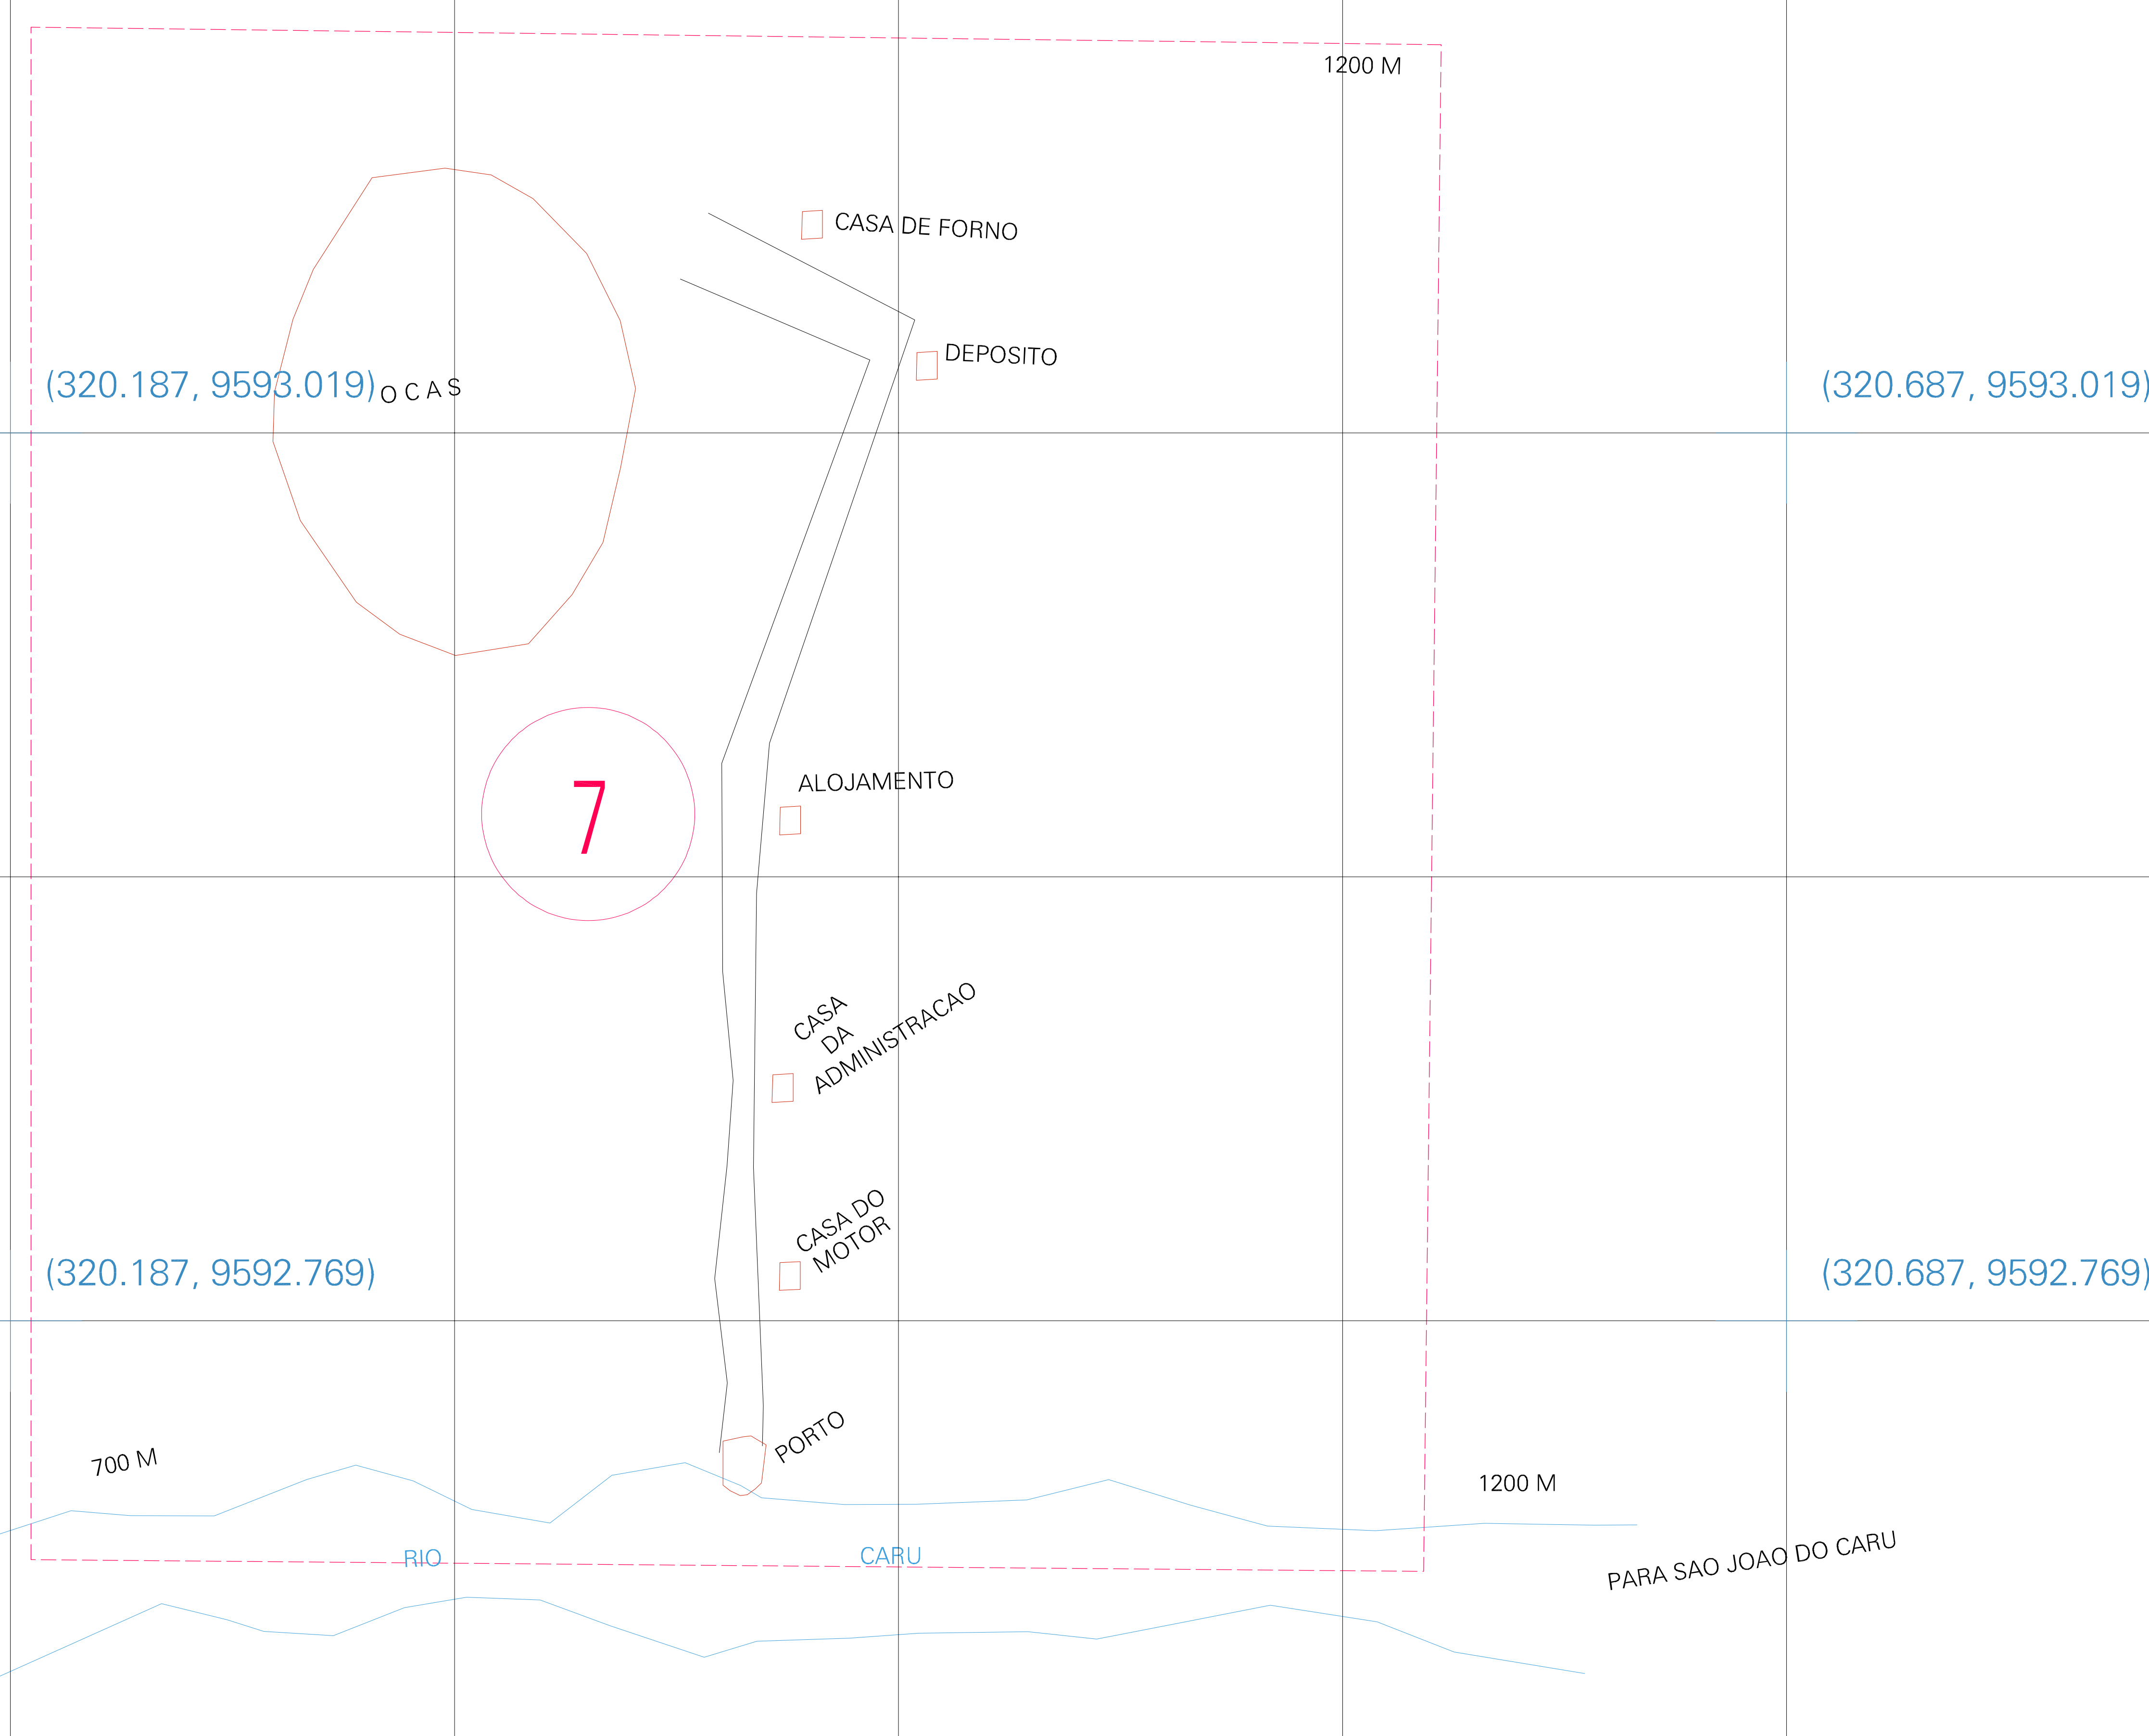 1200 M
CASA DE FORNO
DEPOSITO
(320.187, 9593.019)
O C A S
(320.687, 9593.019)
ALOJAMENTO
7
CASA
DA
ADMINISTRACAO
CASA DO
MOTOR
(320.187, 9592.769)
(320.687, 9592.769)
PORTO
700 M
1200 M
RIO CARU
PARA SAO JOAO DO CARU